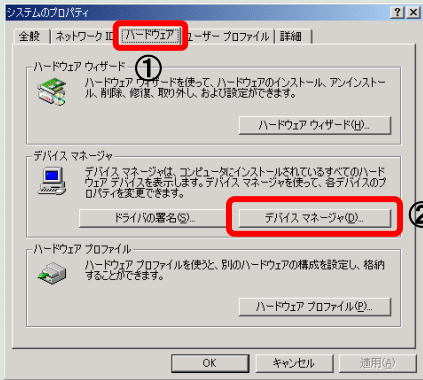 システムのプロパティ
全般 ネットワーク ID ハードウェア ユーザー プロファイル 詳細
①
ハードウェア ウィザード
ハードウェア ウィザードを使って、ハードウェアのインストール、アンインストー
ル、削除、修復、取り外し、および設定ができます。
ハードウェア ウィザード(H)...
デバイス マネージャ
デバイス マネージャは、コンピュータにインストールされているすべてのハード
ウェア デバイスを表示します。デバイス マネージャを使って、各デバイスのプ
ロパティを変更できます。
ドライバの署名(S)...
デバイス マネージャ(D)...
②
ハードウェア プロファイル
ハードウェア プロファイルを使うと、別のハードウェアの構成を設定し、格納
することができます。
ハードウェア プロファイル(P)...
OK キャンセル 適用(A)